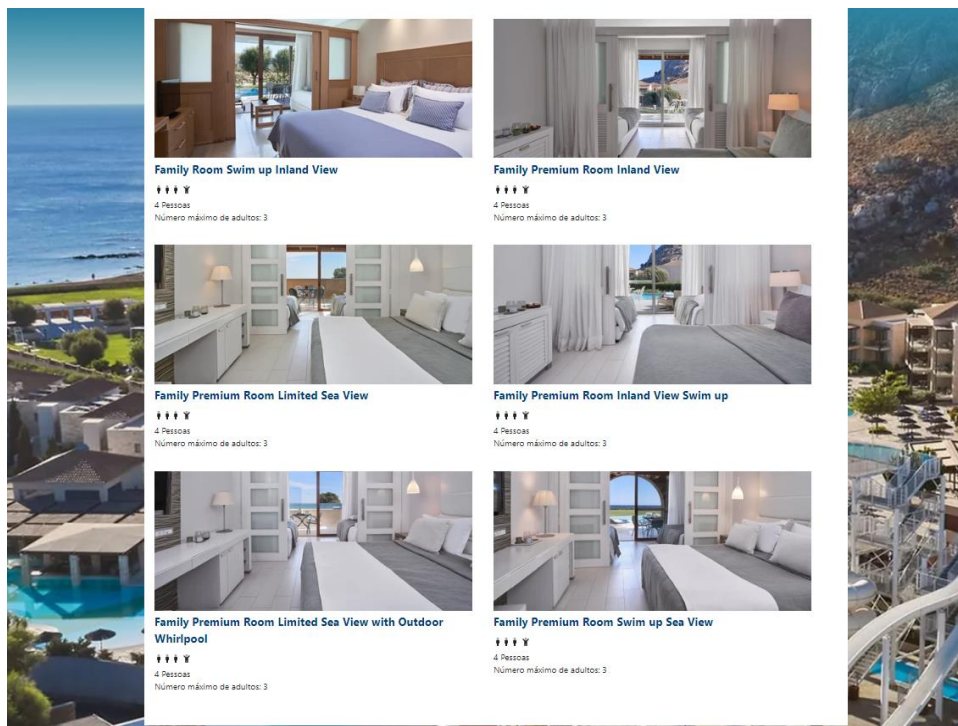 Family Room Swim up Inland View
4 Pessoas
Número máximo de adultos: 3
Family Premium Room Inland View
4 Pessoas
Número máximo de adultos: 3
Family Premium Room Limited Sea View
4 Pessoas
Número máximo de adultos: 3
Family Premium Room Inland View Swim up
4 Pessoas
Número máximo de adultos: 3
Family Premium Room Limited Sea View with Outdoor
Whirlpool
4 Pessoas
Número máximo de adultos: 3
Family Premium Room Swim up Sea View
4 Pessoas
Número máximo de adultos: 3